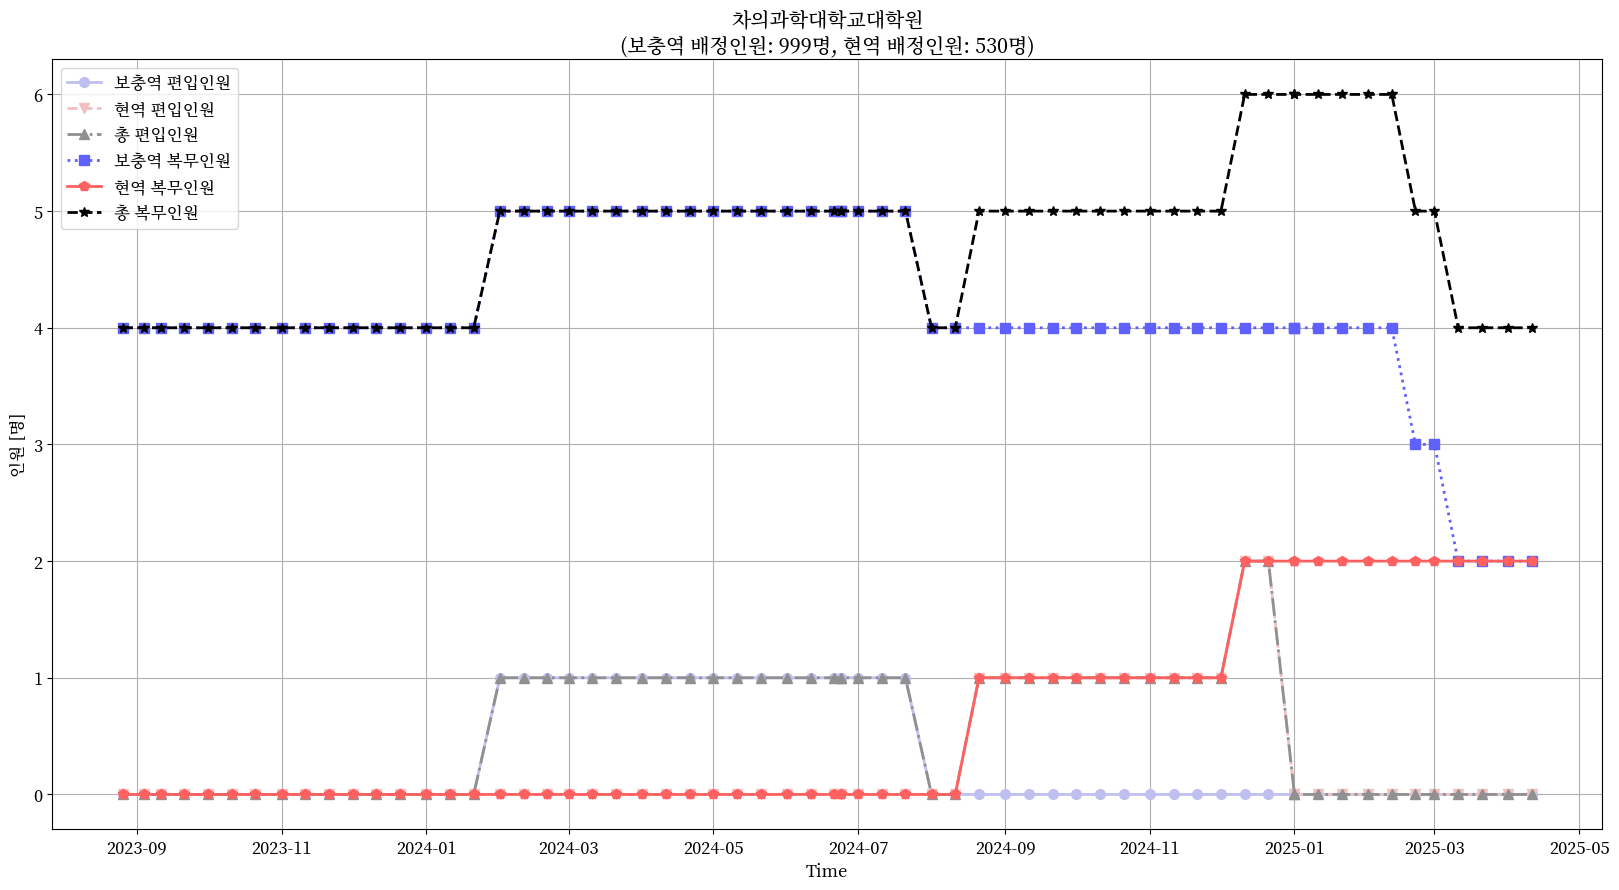 차의과학대학교대학원
(보충역 배정인원: 999명, 현역 배정인원: 530명)
보충역 편입인원
현역 편입인원
총 편입인원
보충역 복무인원
현역 복무인원
총 복무인원
6
5
4
3
2
1
0
인원 [명]
2023-09
2023-11
2024-01
2024-03
2024-05
2024-07
2024-09
2024-11
2025-01
2025-03
2025-05
Time